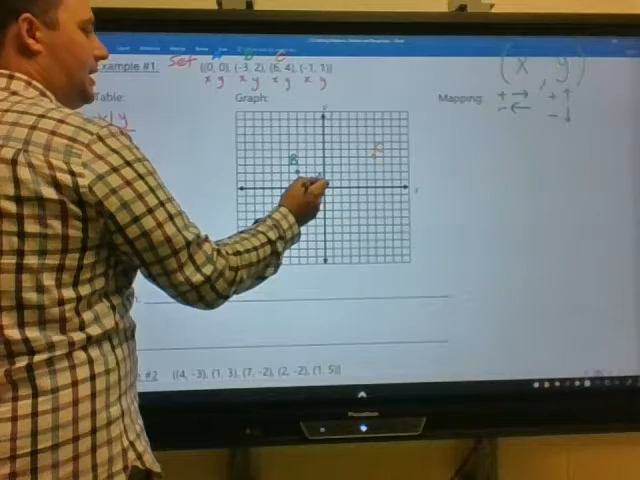 Example #1: Set {(0, 0), (-3, 2), (6, 4), (-1, 1)}
x y x y x y x y
(x, y)
Table: Graph: Mapping:
+ → + ↑
- ← - ↓
x | y
y
B
C
x
#2 {(4, -3), (1, 3), (7, -2), (2, -2), (1, 5)}
Promethean